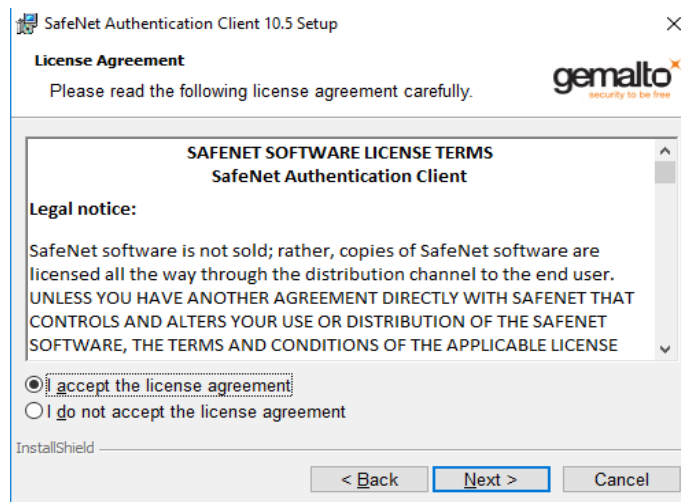 SafeNet Authentication Client 10.5 Setup
License Agreement
Please read the following license agreement carefully.
gemalto
security to be free
SAFENET SOFTWARE LICENSE TERMS
SafeNet Authentication Client
Legal notice:
SafeNet software is not sold; rather, copies of SafeNet software are
licensed all the way through the distribution channel to the end user.
UNLESS YOU HAVE ANOTHER AGREEMENT DIRECTLY WITH SAFENET THAT
CONTROLS AND ALTERS YOUR USE OR DISTRIBUTION OF THE SAFENET
SOFTWARE, THE TERMS AND CONDITIONS OF THE APPLICABLE LICENSE
I accept the license agreement
I do not accept the license agreement
InstallShield
< Back
Next >
Cancel